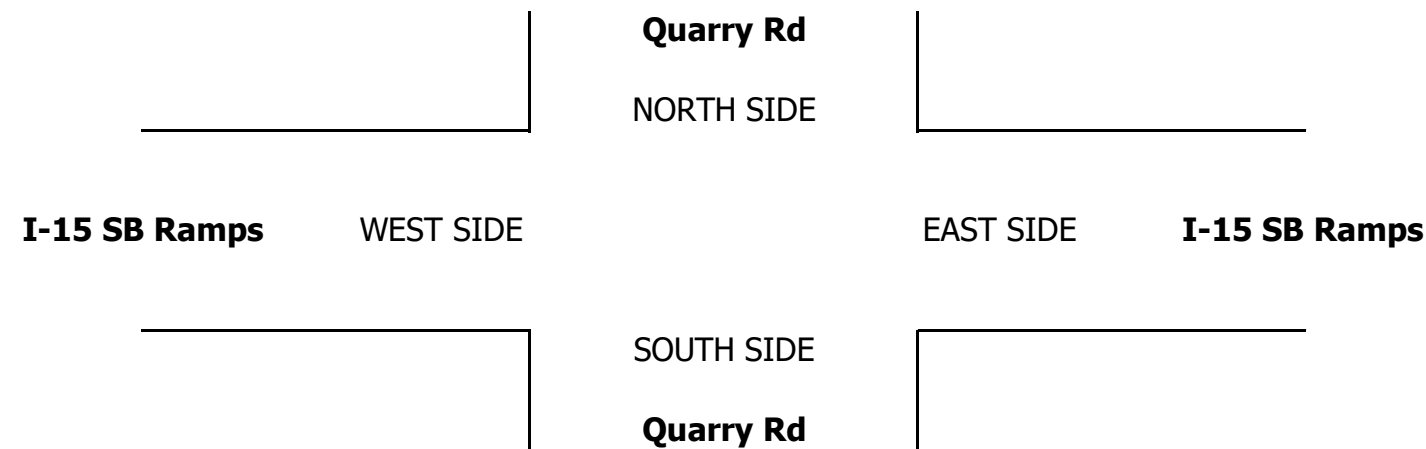 Quarry Rd
NORTH SIDE
I-15 SB Ramps WEST SIDE EAST SIDE I-15 SB Ramps
SOUTH SIDE
Quarry Rd